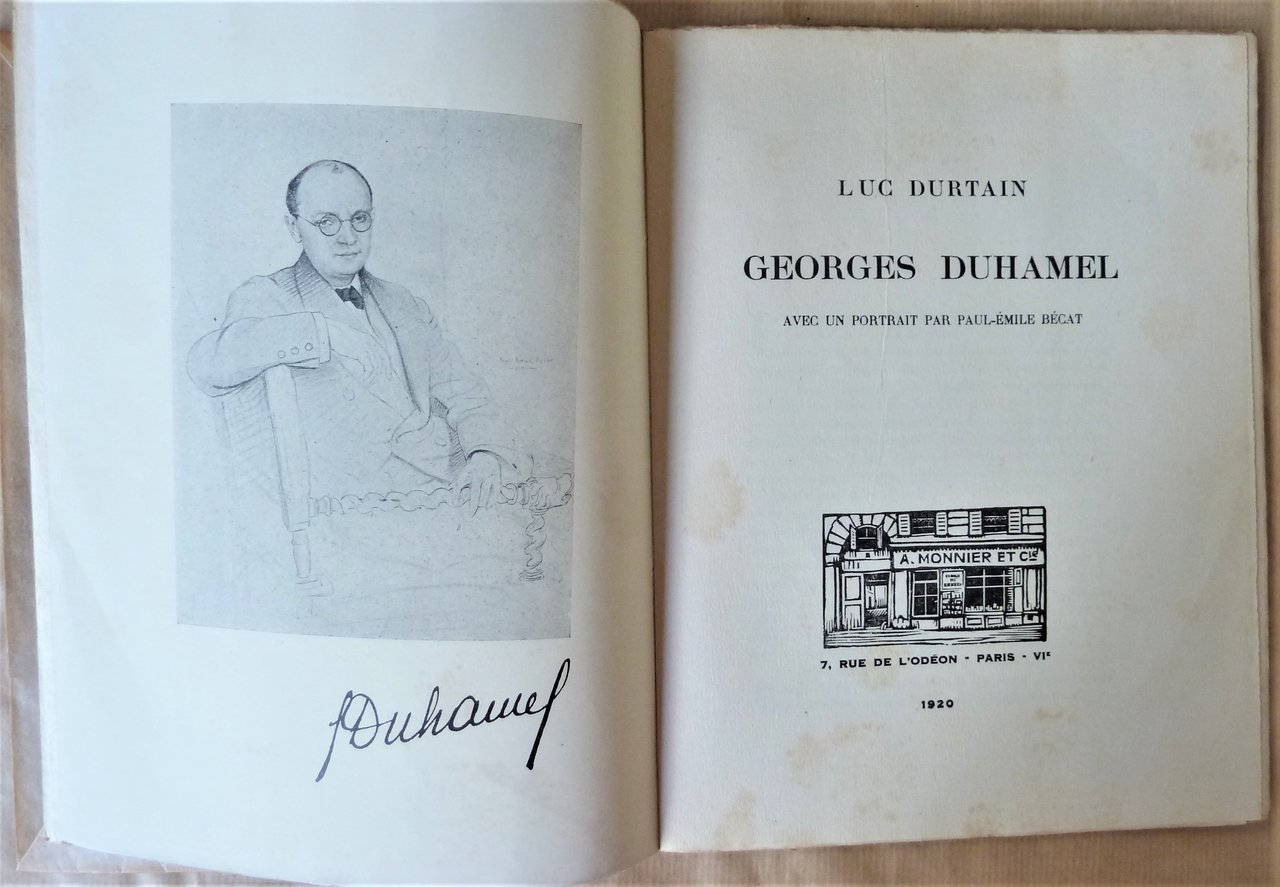 Duhamel
LUC DURTAIN
GEORGES DUHAMEL
AVEC UN PORTRAIT PAR PAUL-ÉMILE BÉCAT
A. MONNIER ET Cie
7, RUE DE L'ODÉON - PARIS - VIE
1920